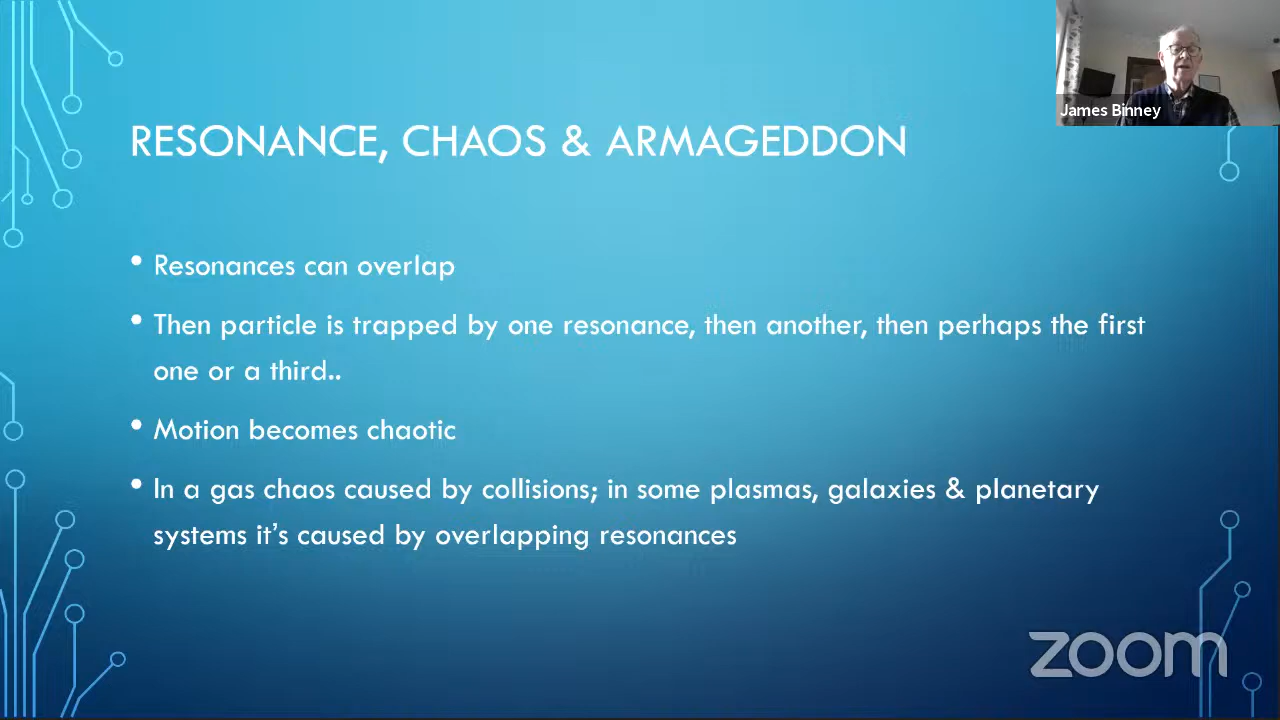 James Binney
RESONANCE, CHAOS & ARMAGEDDON
• Resonances can overlap
• Then particle is trapped by one resonance, then another, then perhaps the first
one or a third..
• Motion becomes chaotic
• In a gas chaos caused by collisions; in some plasmas, galaxies & planetary
systems it's caused by overlapping resonances
zoom